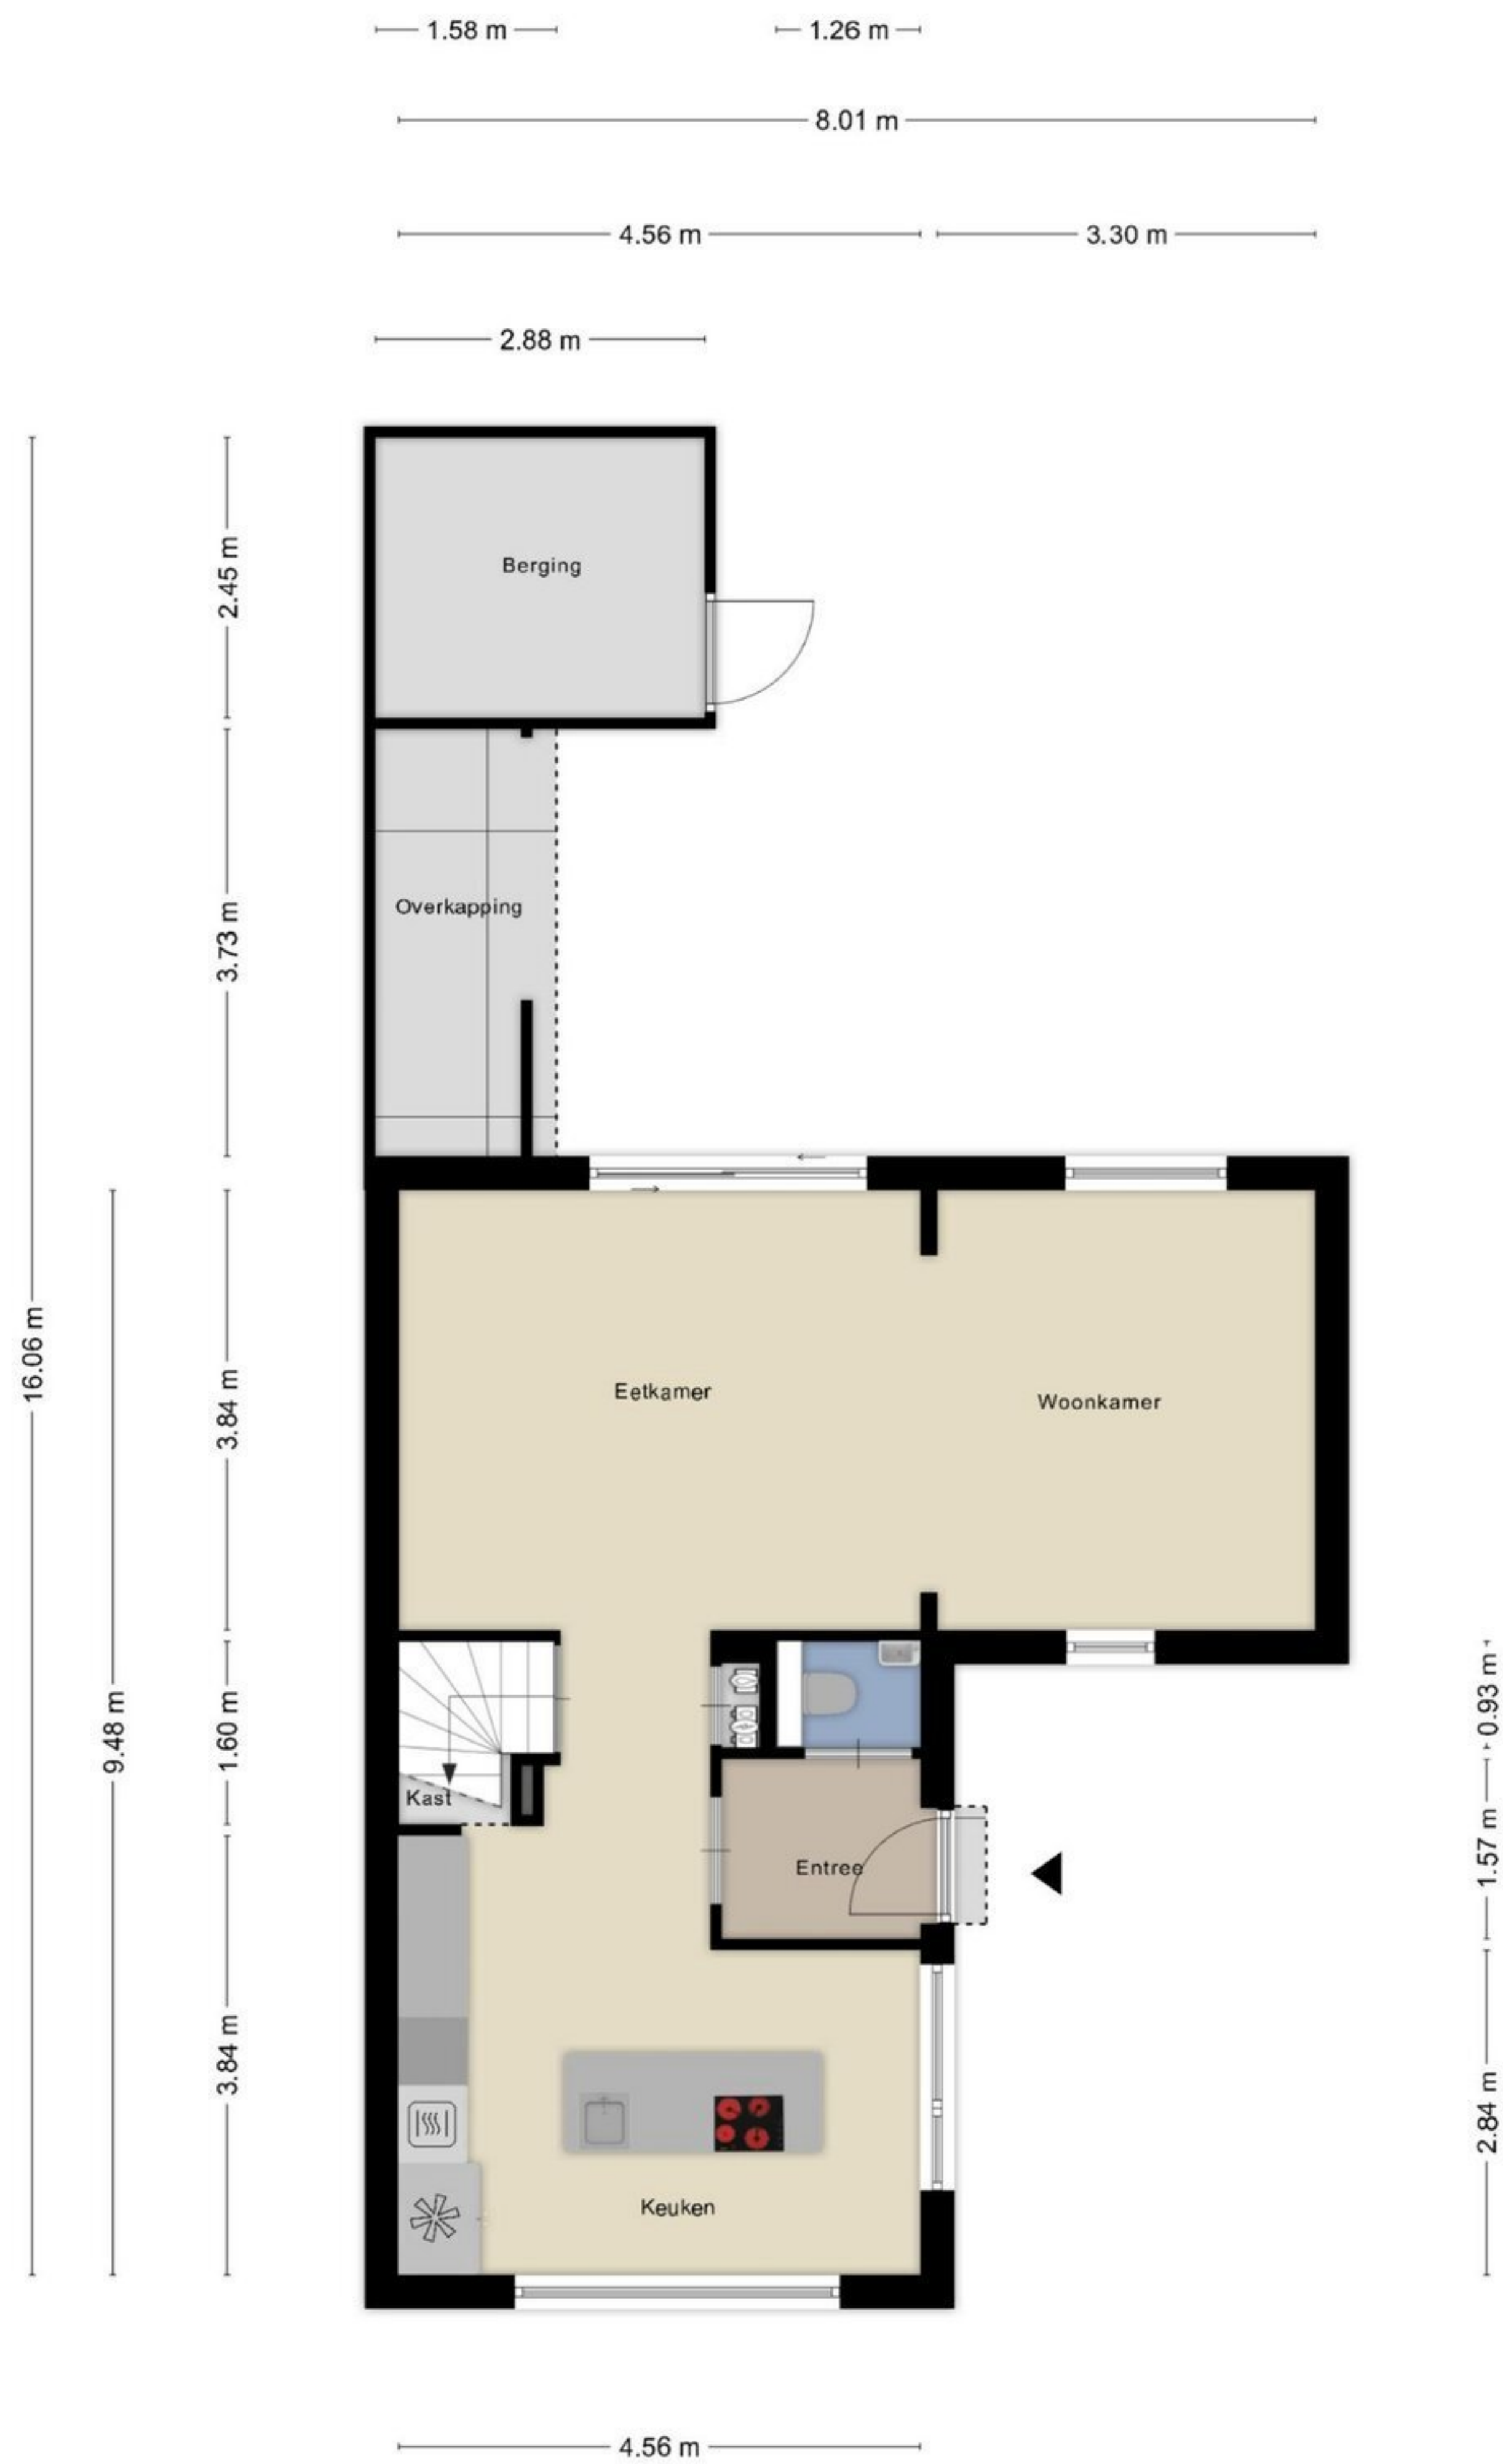 1.58 m
1.26 m
8.01 m
4.56 m
3.30 m
2.88 m
Berging
2.45 m
Overkapping
3.73 m
16.06 m
Eetkamer
Woonkamer
3.84 m
9.48 m
1.60 m
0.93 m
Kast
Entree
1.57 m
3.84 m
2.84 m
Keuken
4.56 m